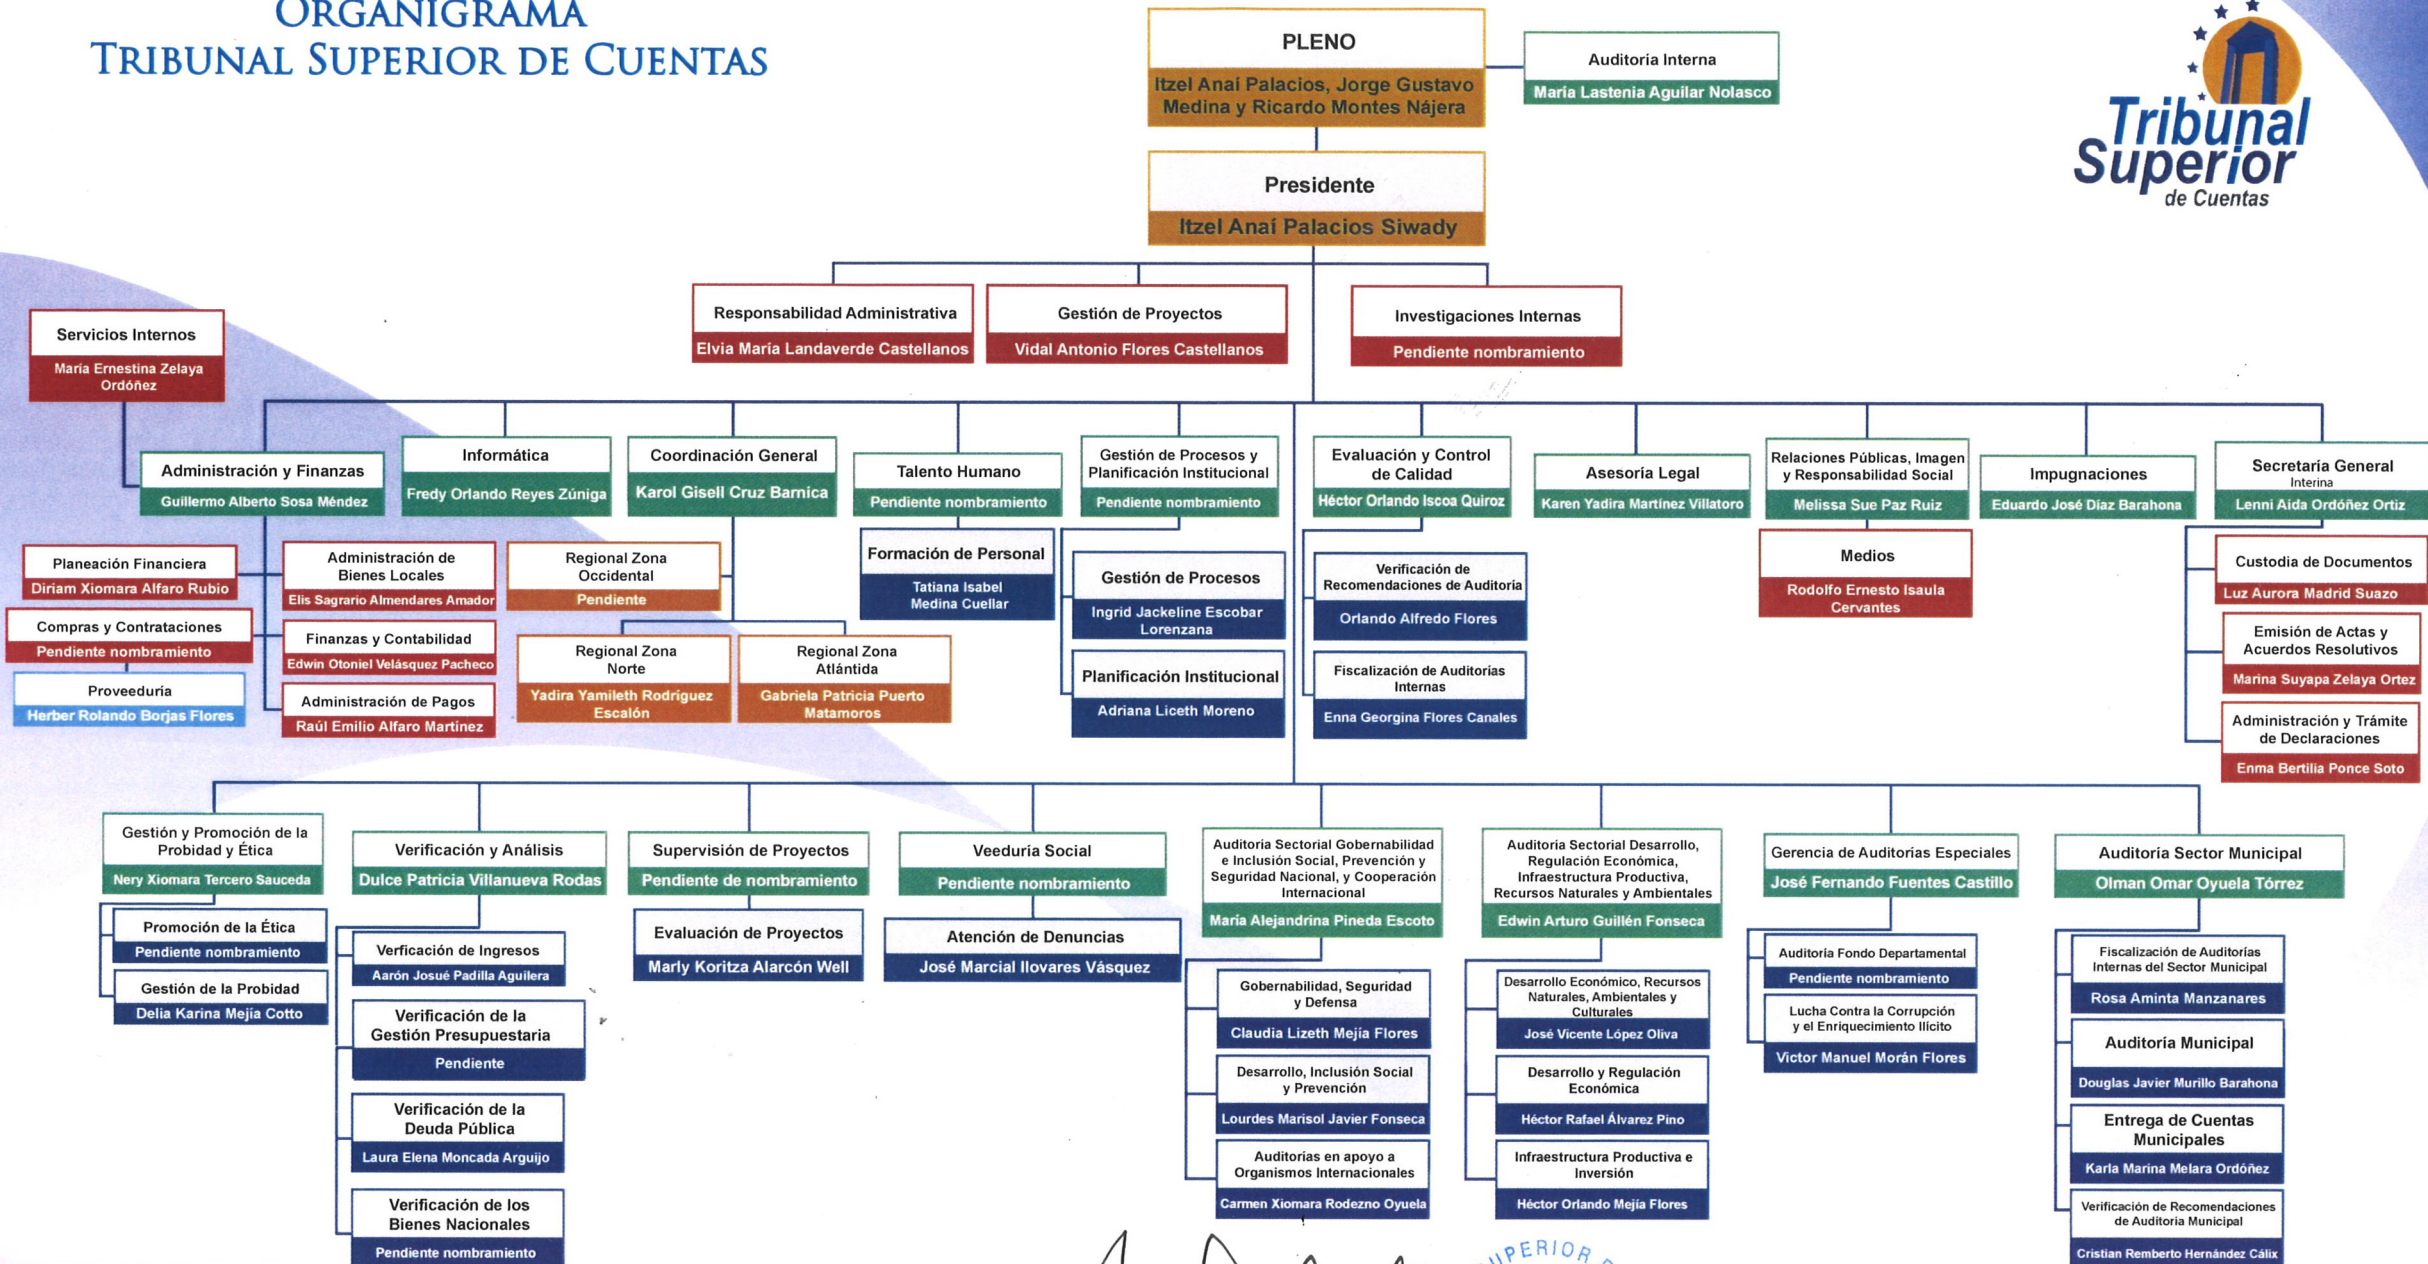 ORGANIGRAMA
TRIBUNAL SUPERIOR DE CUENTAS
PLENO
Itzel Anaí Palacios, Jorge Gustavo
Medina y Ricardo Montes Nájera
Auditoría Interna
María Lastenia Aguilar Nolasco
Tribunal
Superior
de Cuentas
Presidente
Itzel Anaí Palacios Siwady
Responsabilidad Administrativa
Elvia María Landaverde Castellanos
Gestión de Proyectos
Vidal Antonio Flores Castellanos
Investigaciones Internas
Pendiente nombramiento
Servicios Internos
María Ernestina Zelaya
Ordóñez
Administración y Finanzas
Guillermo Alberto Sosa Méndez
Informática
Fredy Orlando Reyes Zúniga
Coordinación General
Karol Gisell Cruz Barnica
Talento Humano
Pendiente nombramiento
Gestión de Procesos y
Planificación Institucional
Pendiente nombramiento
Evaluación y Control
de Calidad
Héctor Orlando Iscoa Quiroz
Asesoría Legal
Karen Yadira Martínez Villatoro
Relaciones Públicas, Imagen
y Responsabilidad Social
Melissa Sue Paz Ruiz
Impugnaciones
Eduardo José Díaz Barahona
Secretaría General
Interina
Lenni Aida Ordóñez Ortiz
Planeación Financiera
Diriam Xiomara Alfaro Rubio
Compras y Contrataciones
Pendiente nombramiento
Proveeduría
Herber Rolando Borjas Flores
Administración de
Bienes Locales
Elis Sagrario Almendares Amador
Finanzas y Contabilidad
Edwin Otoniel Velásquez Pacheco
Administración de Pagos
Raúl Emilio Alfaro Martínez
Regional Zona
Occidental
Pendiente
Regional Zona
Norte
Yadira Yamileth Rodríguez
Escalón
Regional Zona
Atlántida
Gabriela Patricia Puerto
Matamoros
Formación de Personal
Tatiana Isabel
Medina Cuellar
Gestión de Procesos
Ingrid Jackeline Escobar
Lorenzana
Planificación Institucional
Adriana Liceth Moreno
Verificación de
Recomendaciones de Auditoría
Orlando Alfredo Flores
Fiscalización de Auditorías
Internas
Enna Georgina Flores Canales
Medios
Rodolfo Ernesto Isaula
Cervantes
Custodia de Documentos
Luz Aurora Madrid Suazo
Emisión de Actas y
Acuerdos Resolutivos
Marina Suyapa Zelaya Ortez
Administración y Trámite
de Declaraciones
Enma Bertilia Ponce Soto
Gestión y Promoción de la
Probidad y Ética
Nery Xiomara Tercero Sauceda
Promoción de la Ética
Pendiente nombramiento
Gestión de la Probidad
Delia Karina Mejía Cotto
Verificación y Análisis
Dulce Patricia Villanueva Rodas
Verficación de Ingresos
Aarón Josué Padilla Aguilera
Verificación de la
Gestión Presupuestaria
Pendiente
Verificación de la
Deuda Pública
Laura Elena Moncada Arguijo
Verificación de los
Bienes Nacionales
Pendiente nombramiento
Supervisión de Proyectos
Pendiente de nombramiento
Evaluación de Proyectos
Marly Koritza Alarcón Well
Veeduría Social
Pendiente nombramiento
Atención de Denuncias
José Marcial Ilovares Vásquez
Auditoría Sectorial Gobernabilidad
e Inclusión Social, Prevención y
Seguridad Nacional, y Cooperación
Internacional
María Alejandrina Pineda Escoto
Gobernabilidad, Seguridad
y Defensa
Claudia Lizeth Mejía Flores
Desarrollo, Inclusión Social
y Prevención
Lourdes Marisol Javier Fonseca
Auditorías en apoyo a
Organismos Internacionales
Carmen Xiomara Rodezno Oyuela
Auditoría Sectorial Desarrollo,
Regulación Económica,
Infraestructura Productiva,
Recursos Naturales y Ambientales
Edwin Arturo Guillén Fonseca
Desarrollo Económico, Recursos
Naturales, Ambientales y
Culturales
José Vicente López Oliva
Desarrollo y Regulación
Económica
Héctor Rafael Álvarez Pino
Infraestructura Productiva e
Inversión
Héctor Orlando Mejía Flores
Gerencia de Auditorías Especiales
José Fernando Fuentes Castillo
Auditoría Fondo Departamental
Pendiente nombramiento
Lucha Contra la Corrupción
y el Enriquecimiento Ilícito
Víctor Manuel Morán Flores
Auditoría Sector Municipal
Olman Omar Oyuela Tórrez
Fiscalización de Auditorías
Internas del Sector Municipal
Rosa Aminta Manzanares
Auditoría Municipal
Douglas Javier Murillo Barahona
Entrega de Cuentas
Municipales
Karla Marina Melara Ordóñez
Verificación de Recomendaciones
de Auditoria Municipal
Cristian Remberto Hernández Cálix
SUPERIOR